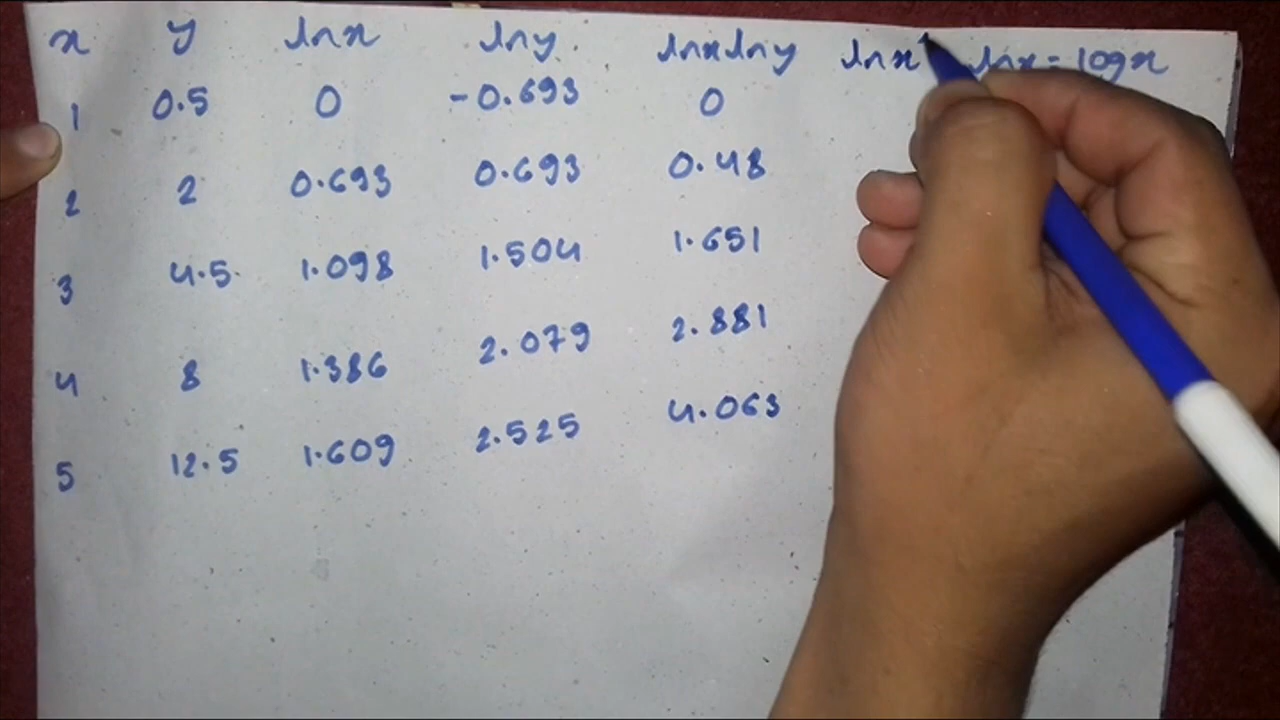 x y lnx lny lnxlny lnx lnx = logx
1 0.5 0 -0.693 0
2 2 0.693 0.693 0.48
3 4.5 1.098 1.504 1.651
4 8 1.386 2.079 2.881
5 12.5 1.609 2.525 4.063